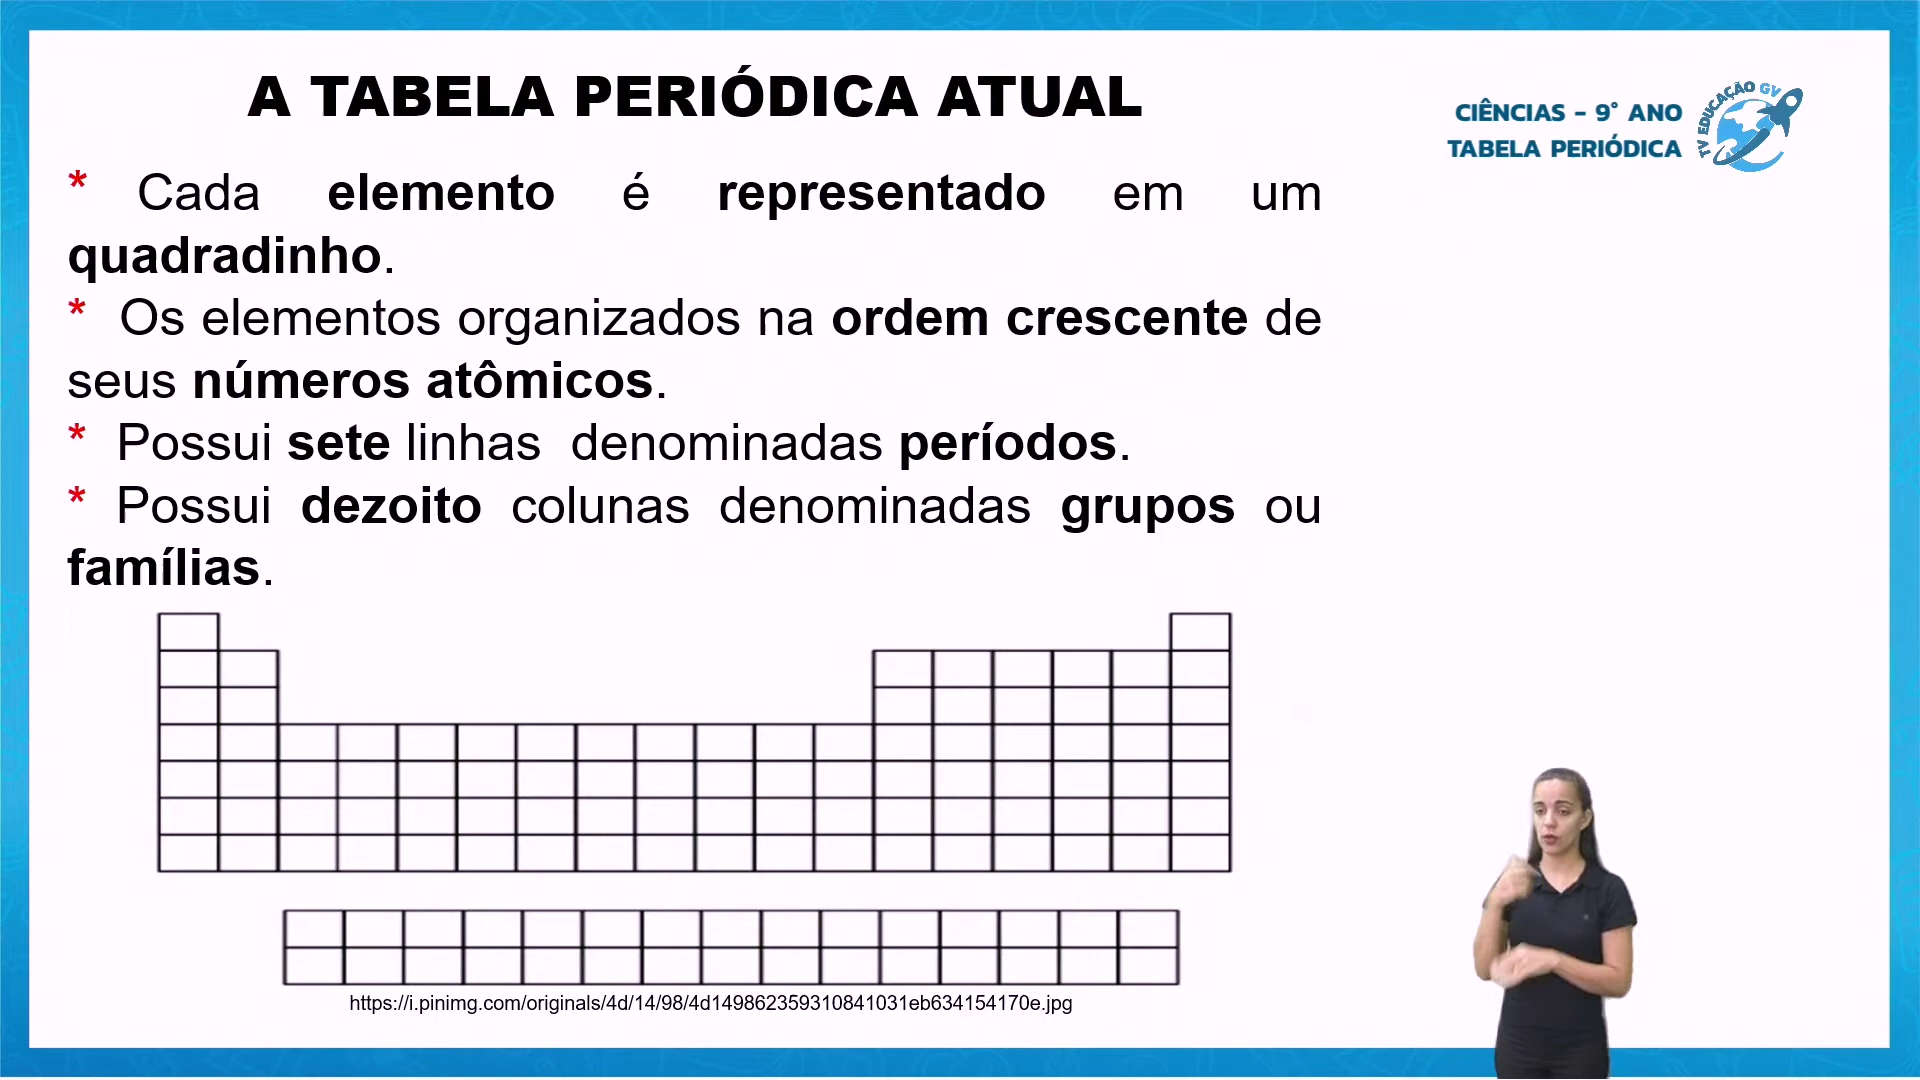 A TABELA PERIÓDICA ATUAL
CIÊNCIAS - 9° ANO
TABELA PERIÓDICA
TV EDUCAÇÃO GV
* Cada elemento é representado em um
quadradinho.
* Os elementos organizados na ordem crescente de
seus números atômicos.
* Possui sete linhas denominadas períodos.
* Possui dezoito colunas denominadas grupos ou
famílias.
https://i.pinimg.com/originals/4d/14/98/4d149862359310841031eb634154170e.jpg